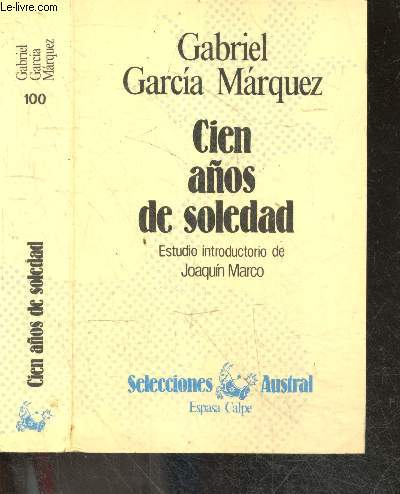 Le-livre.com
Gabriel
García
Márquez
100
Cien años de soledad
Gabriel
García Márquez
Cien
años
de soledad
Estudio introductorio de
Joaquín Marco
Selecciones Austral
Espasa Calpe